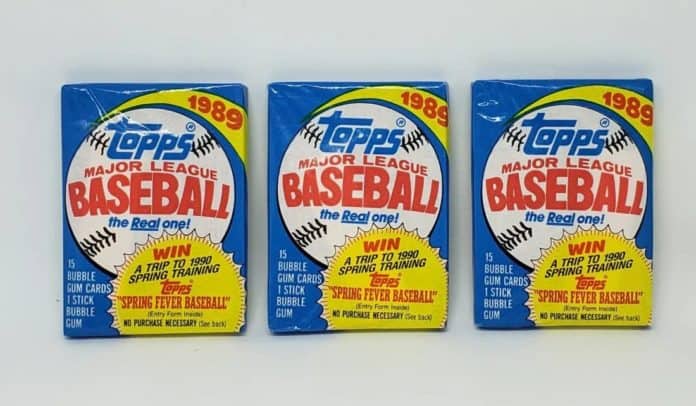 1989
Topps®
MAJOR LEAGUE
BASEBALL
the Real one!
WIN
A TRIP TO 1990
SPRING TRAINING
Topps
"SPRING FEVER BASEBALL"
(Entry Form Inside)
NO PURCHASE NECESSARY (See back)
15
BUBBLE
GUM CARDS
1 STICK
BUBBLE
GUM
1989
Topps®
MAJOR LEAGUE
BASEBALL
the Real one!
WIN
A TRIP TO 1990
SPRING TRAINING
Topps
"SPRING FEVER BASEBALL"
(Entry Form Inside)
NO PURCHASE NECESSARY (See back)
15
BUBBLE
GUM CARDS
1 STICK
BUBBLE
GUM
1989
Topps®
MAJOR LEAGUE
BASEBALL
the Real one!
WIN
A TRIP TO 1990
SPRING TRAINING
Topps
"SPRING FEVER BASEBALL"
(Entry Form Inside)
NO PURCHASE NECESSARY (See back)
15
BUBBLE
GUM CARDS
1 STICK
BUBBLE
GUM